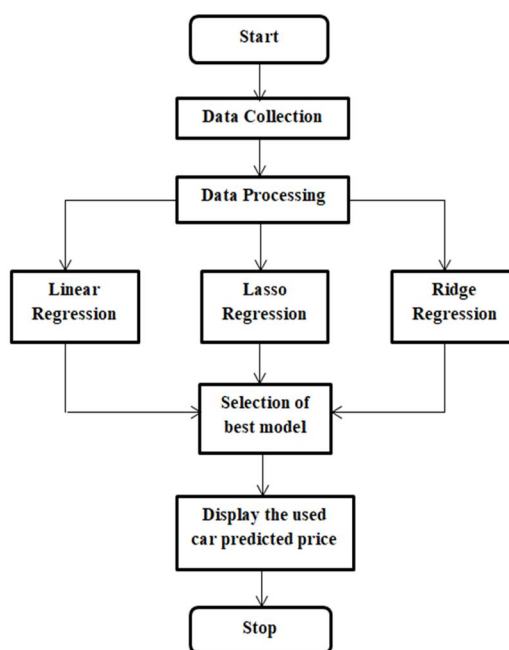 Start
Data Collection
Data Processing
Linear
Regression
Lasso
Regression
Ridge
Regression
Selection of
best model
Display the used
car predicted price
Stop